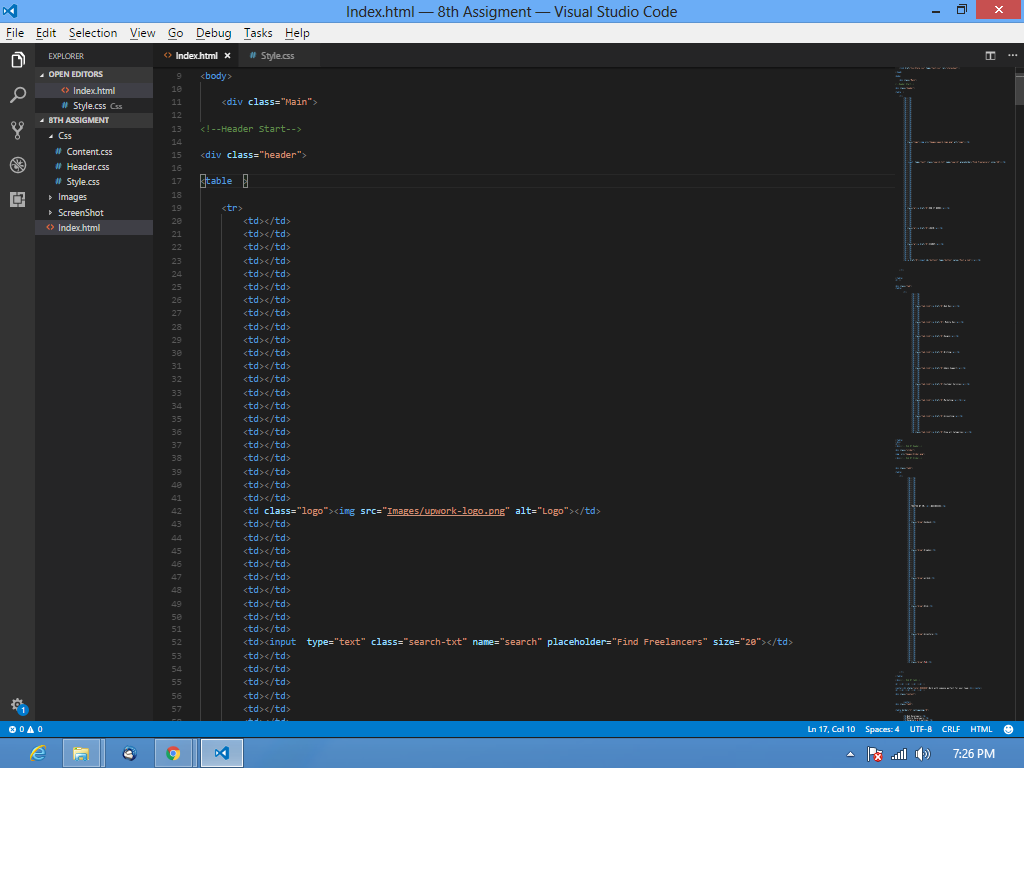 Index.html — 8th Assigment — Visual Studio Code
File Edit Selection View Go Debug Tasks Help
EXPLORER
OPEN EDITORS
Index.html
Style.css Css
8TH ASSIGMENT
Css
Content.css
Header.css
Style.css
Images
ScreenShot
Index.html
Index.html Style.css
9 <body>
10
11 <div class="Main">
12
13 <!--Header Start-->
14
15 <div class="header">
16
17 <table >
18
19 <tr>
20 <td></td>
21 <td></td>
22 <td></td>
23 <td></td>
24 <td></td>
25 <td></td>
26 <td></td>
27 <td></td>
28 <td></td>
29 <td></td>
30 <td></td>
31 <td></td>
32 <td></td>
33 <td></td>
34 <td></td>
35 <td></td>
36 <td></td>
37 <td></td>
38 <td></td>
39 <td></td>
40 <td></td>
41 <td></td>
42 <td class="logo"><img src="Images/upwork-logo.png" alt="Logo"></td>
43 <td></td>
44 <td></td>
45 <td></td>
46 <td></td>
47 <td></td>
48 <td></td>
49 <td></td>
50 <td></td>
51 <td></td>
52 <td><input type="text" class="search-txt" name="search" placeholder="Find Freelancers" size="20"></td>
53 <td></td>
54 <td></td>
55 <td></td>
56 <td></td>
57 <td></td>
58 <td></td>
1
0 0 Ln 17, Col 10 Spaces: 4 UTF-8 CRLF HTML
7:26 PM